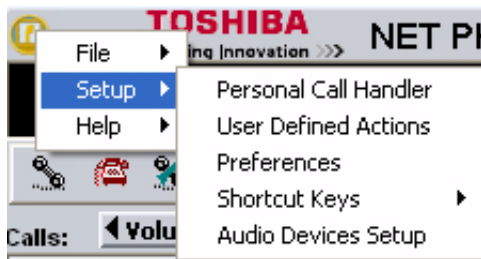 TOSHIBA
ing Innovation >>>
NET P
File
Setup
Help
Personal Call Handler
User Defined Actions
Preferences
Shortcut Keys
Audio Devices Setup
Calls:
Volu